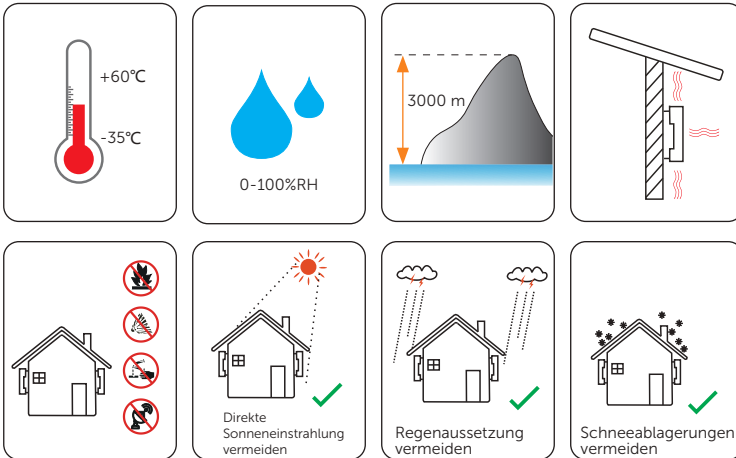 +60℃
-35℃
0-100%RH
3000 m
Direkte
Sonneneinstrahlung
vermeiden
Regenaussetzung
vermeiden
Schneeablagerungen
vermeiden